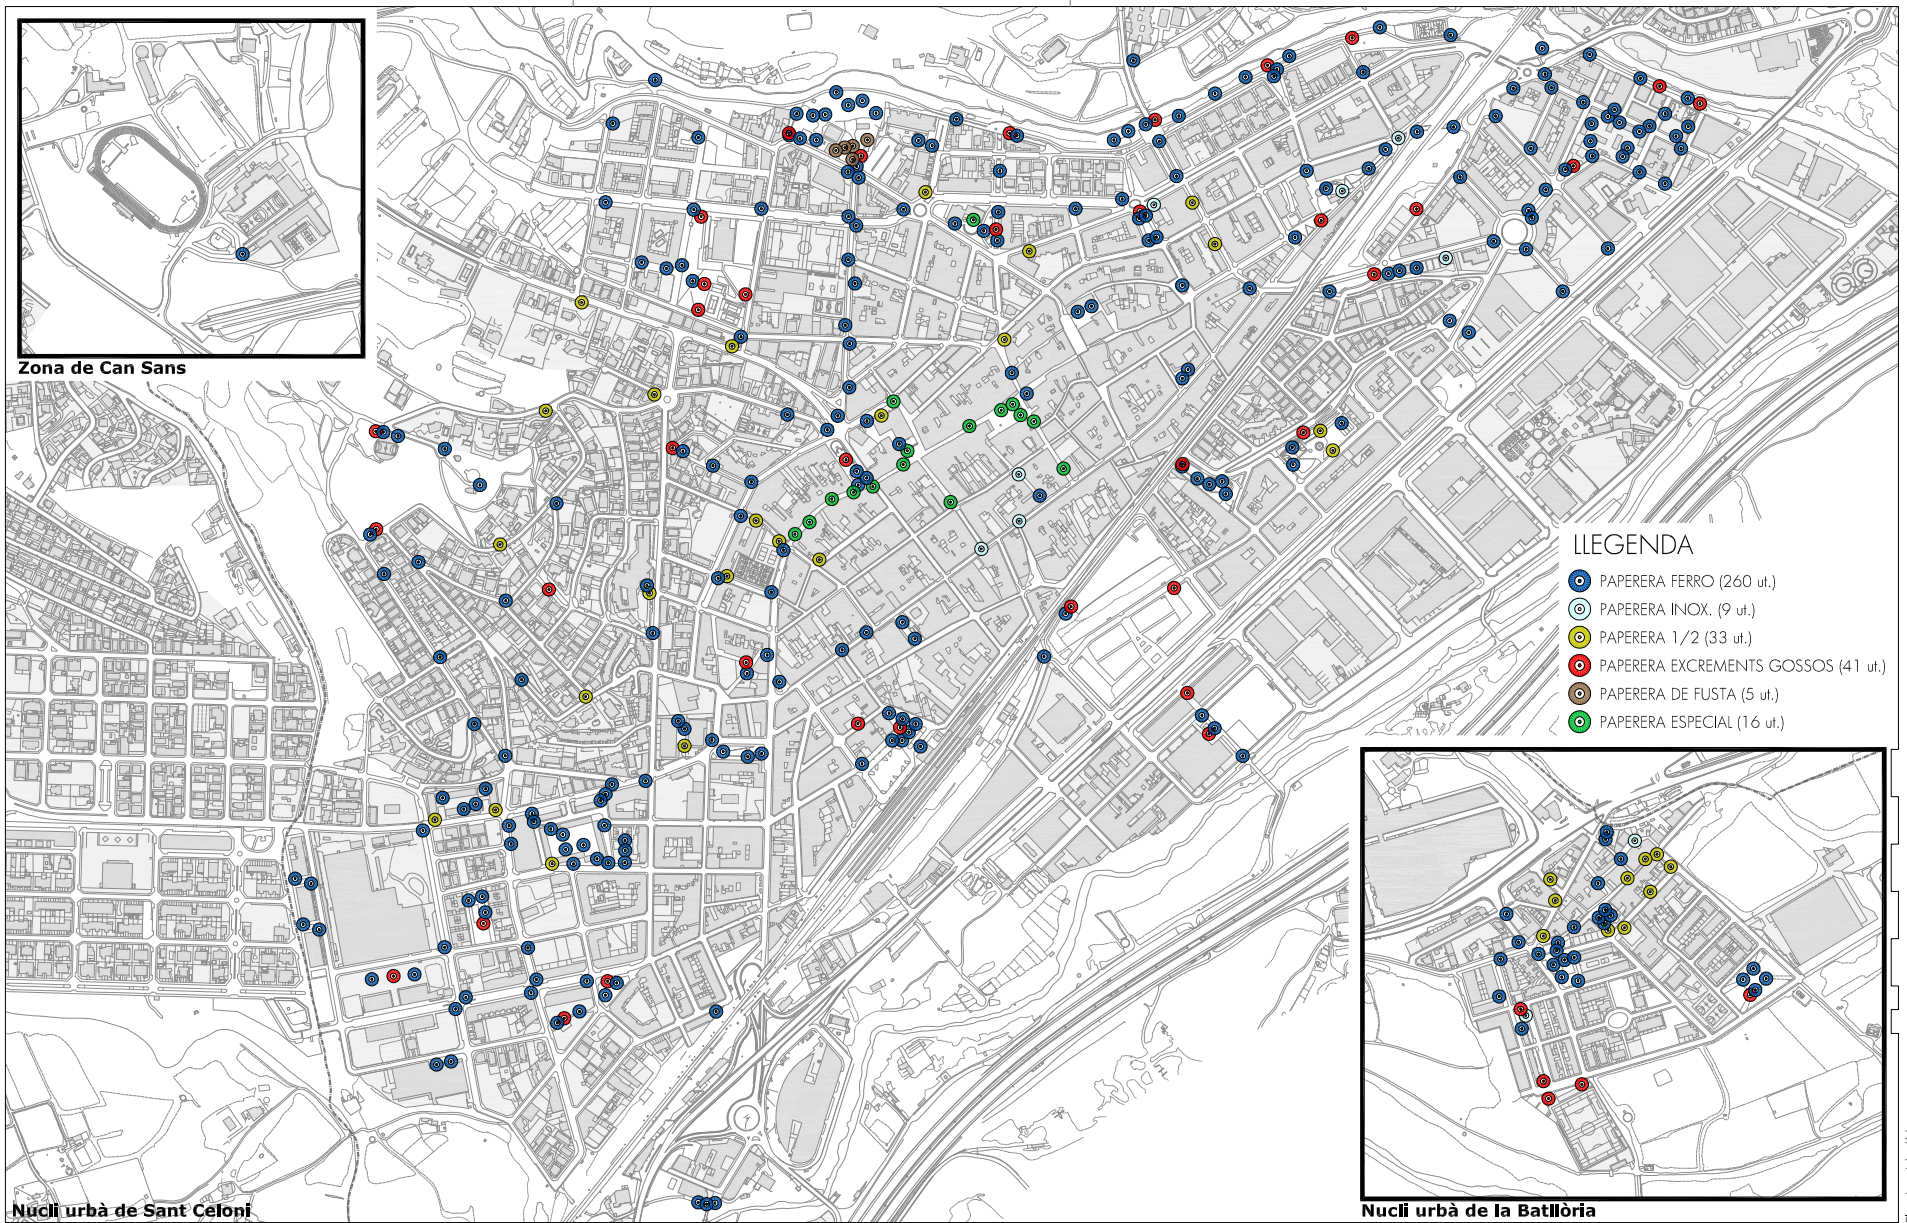 Zona de Can Sans
LLEGENDA
PAPERERA FERRO (260 ut.)
PAPERERA INOX. (9 ut.)
PAPERERA 1/2 (33 ut.)
PAPERERA EXCREMENTS GOSSOS (41 ut.)
PAPERERA DE FUSTA (5 ut.)
PAPERERA ESPECIAL (16 ut.)
Nucli urbà de Sant Celoni
Nucli urbà de la Batllòria